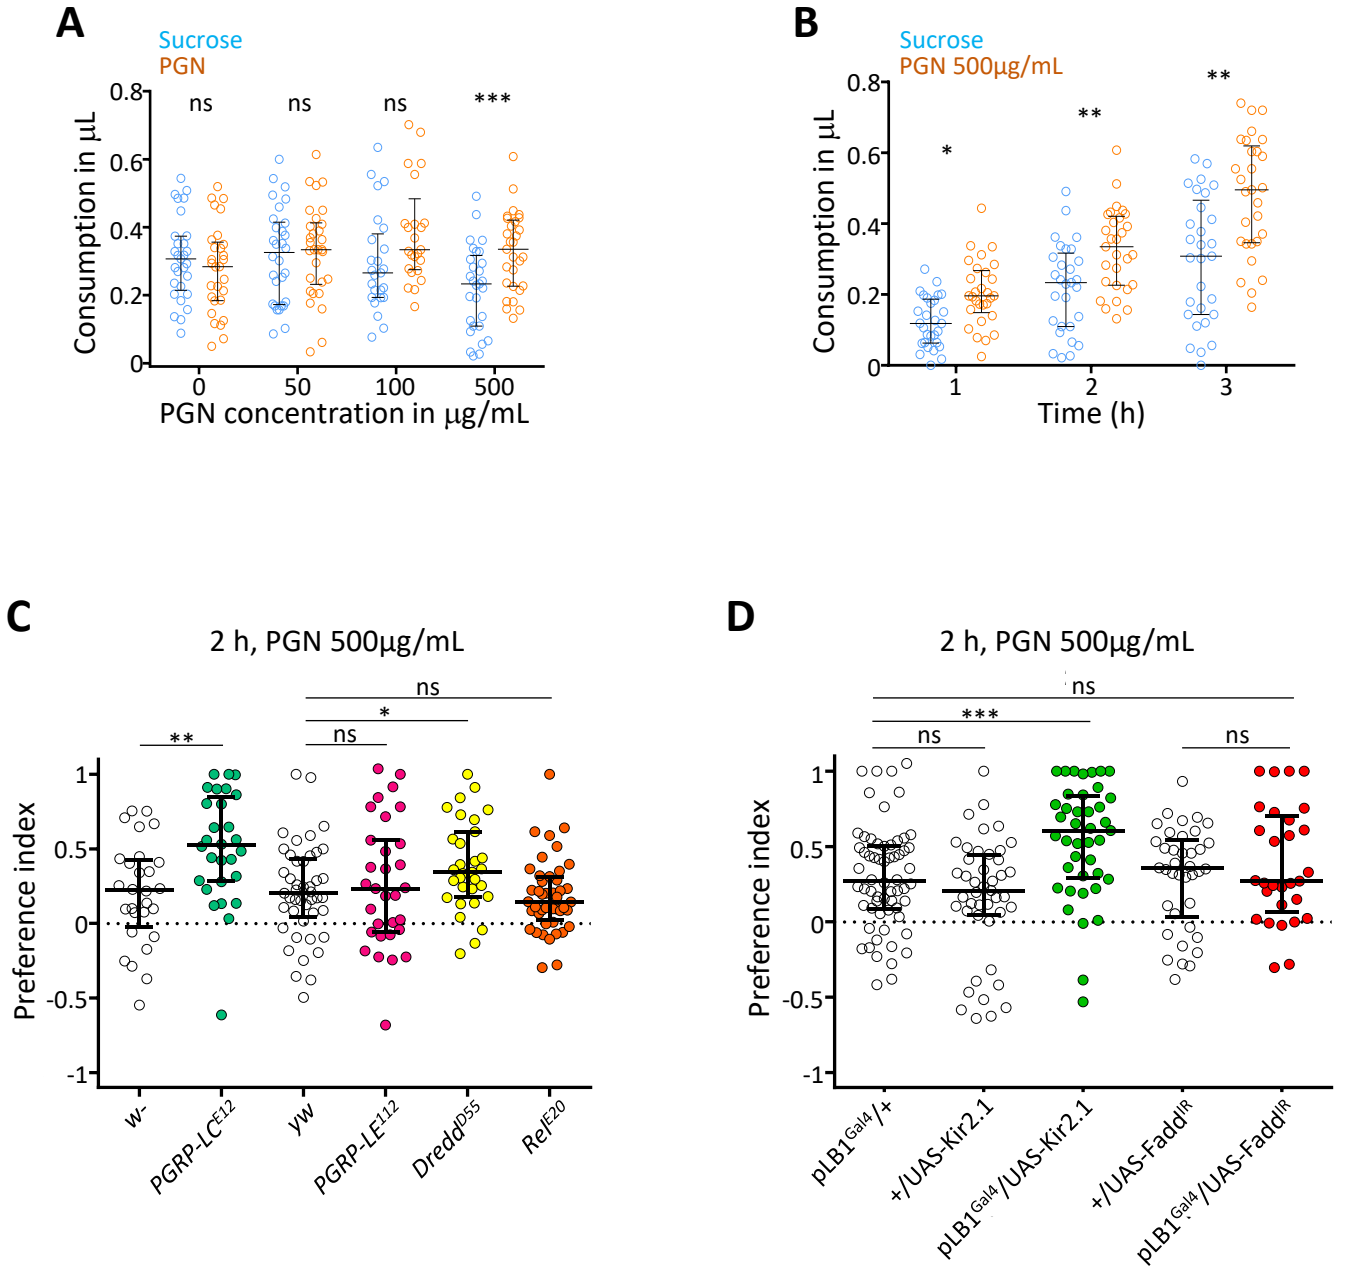 A
Sucrose
PGN
0.8
0.6
0.4
0.2
0
Consumption in μL
ns
ns
ns
***
0
50
100
500
PGN concentration in μg/mL
B
Sucrose
PGN 500μg/mL
0.8
0.6
0.4
0.2
0
Consumption in μL
*
**
**
1
2
3
Time (h)
C
2 h, PGN 500μg/mL
ns
*
**
ns
1
0.5
0
-0.5
-1
Preference index
w-
PGRP-LC^E12
yw
PGRP-LE^112
Dredd^D55
Rel^E20
D
2 h, PGN 500μg/mL
ns
***
ns
ns
1
0.5
0
-0.5
-1
Preference index
pLB1^Gal4/+
+/UAS-Kir2.1
pLB1^Gal4/UAS-Kir2.1
+/UAS-Fadd^IR
pLB1^Gal4/UAS-Fadd^IR